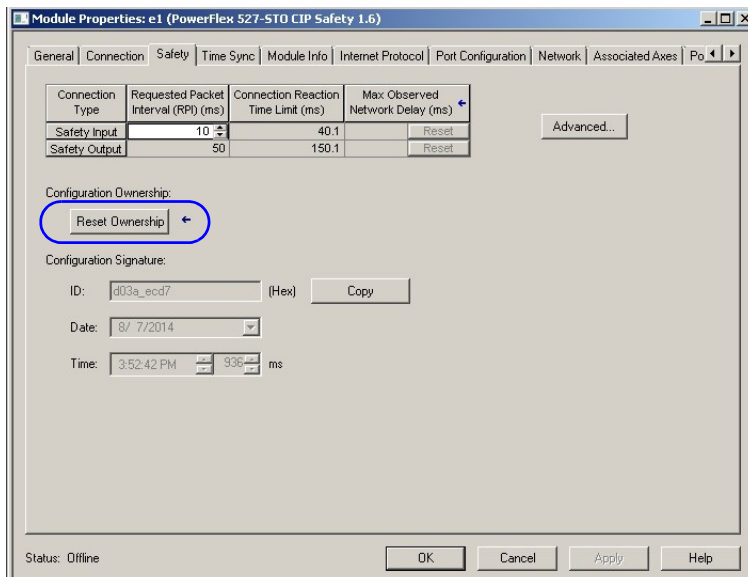 Module Properties: e1 (PowerFlex 527-STO CIP Safety 1.6)
General Connection Safety Time Sync Module Info Internet Protocol Port Configuration Network Associated Axes Po
Connection Type Requested Packet Interval (RPI) (ms) Connection Reaction Time Limit (ms) Max Observed Network Delay (ms)
Safety Input 10 40.1 Reset
Safety Output 50 150.1 Reset
Advanced...
Configuration Ownership:
Reset Ownership
Configuration Signature:
ID: d03a_ecd7 (Hex) Copy
Date: 8/ 7/2014
Time: 3:52:42 PM 936 ms
Status: Offline OK Cancel Apply Help